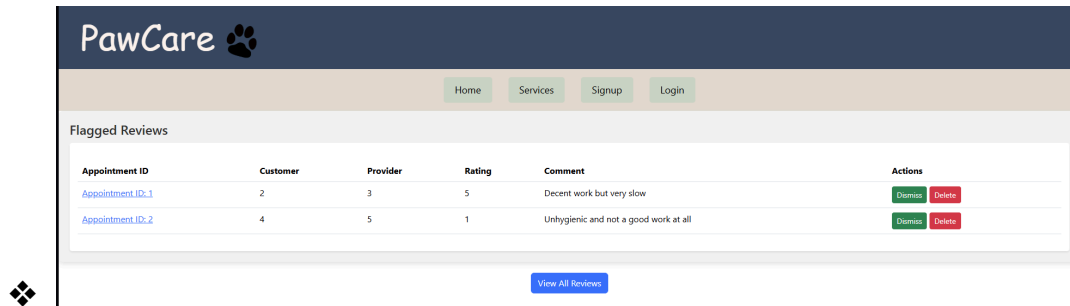 PawCare
Home Services Signup Login
Flagged Reviews
Appointment ID Customer Provider Rating Comment Actions
Appointment ID: 1 2 3 5 Decent work but very slow Dismiss Delete
Appointment ID: 2 4 5 1 Unhygienic and not a good work at all Dismiss Delete
View All Reviews